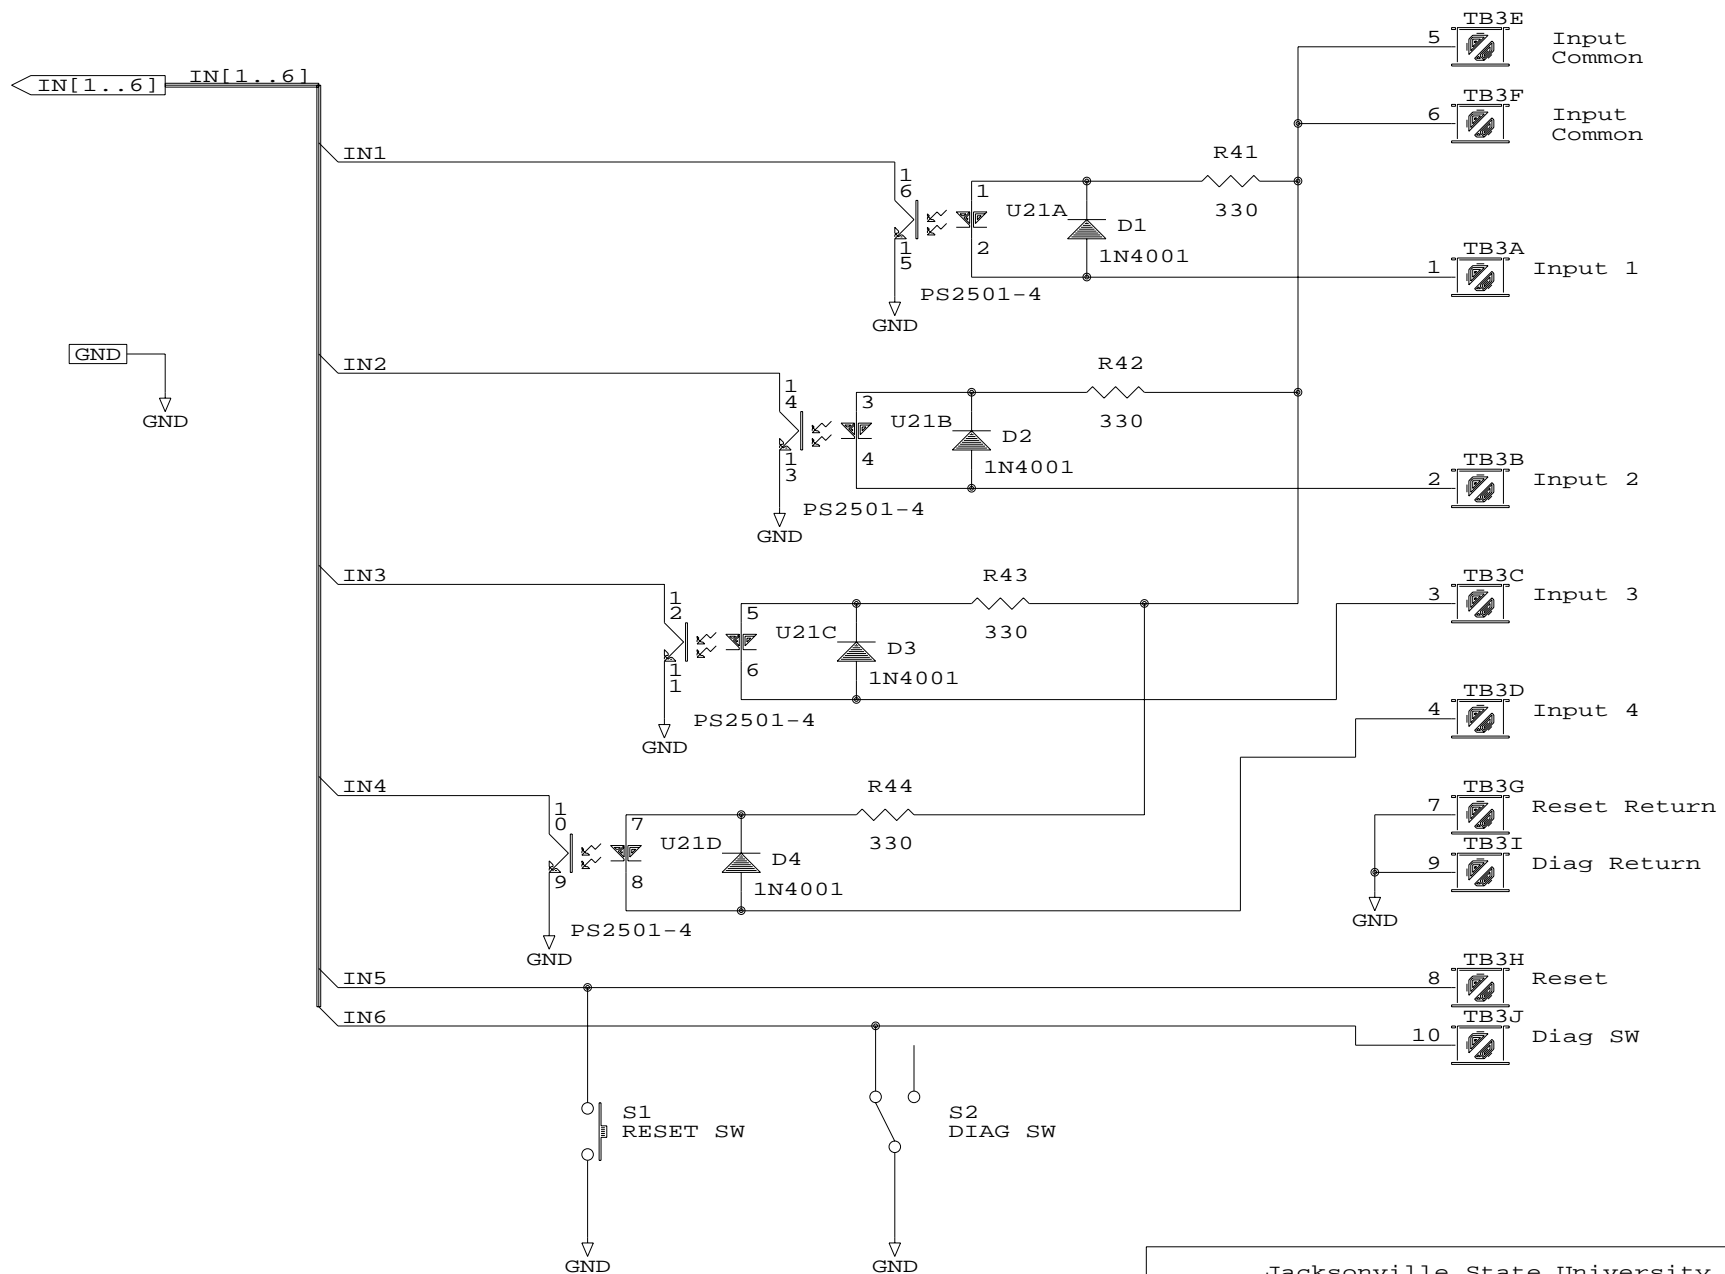 TB3E
5
Input
Common
IN[1..6]
IN[1..6]
TB3F
6
Input
Common
IN1
R41
330
16
15
1
2
U21A
D1
1N4001
PS2501-4
GND
TB3A
1
Input 1
GND
GND
IN2
R42
330
14
13
3
4
U21B
D2
1N4001
PS2501-4
GND
TB3B
2
Input 2
IN3
R43
330
12
11
5
6
U21C
D3
1N4001
PS2501-4
GND
TB3C
3
Input 3
TB3D
4
Input 4
IN4
R44
330
10
9
7
8
U21D
D4
1N4001
PS2501-4
GND
TB3G
7
Reset Return
TB3I
9
Diag Return
GND
IN5
TB3H
8
Reset
IN6
TB3J
10
Diag SW
S1
RESET SW
S2
DIAG SW
GND
GND
Jacksonville State University